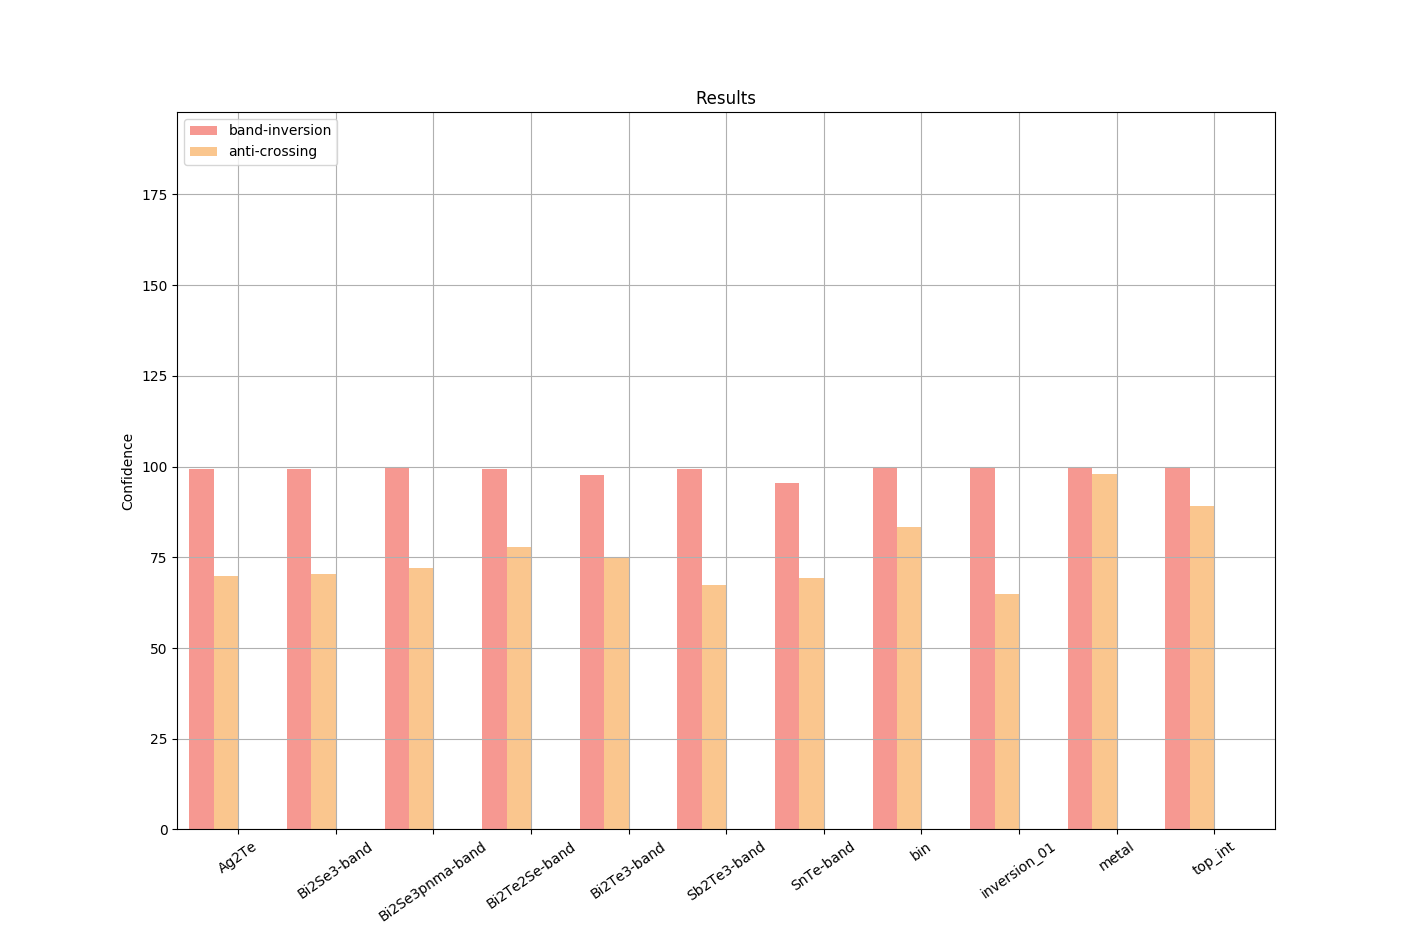 Results
band-inversion
anti-crossing
175
150
125
100
75
50
25
0
Confidence
Ag2Te
Bi2Se3-band
Bi2Se3pnma-band
Bi2Te2Se-band
Bi2Te3-band
Sb2Te3-band
SnTe-band
bin
inversion_01
metal
top_int